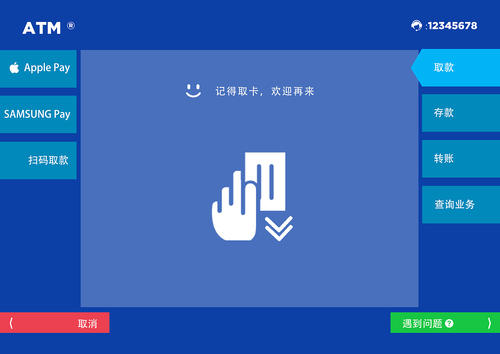 ATM ®
:12345678
Apple Pay
SAMSUNG Pay
扫码取款
记得取卡，欢迎再来
取款
存款
转账
查询业务
⟨ 取消
遇到问题 ? ⟩